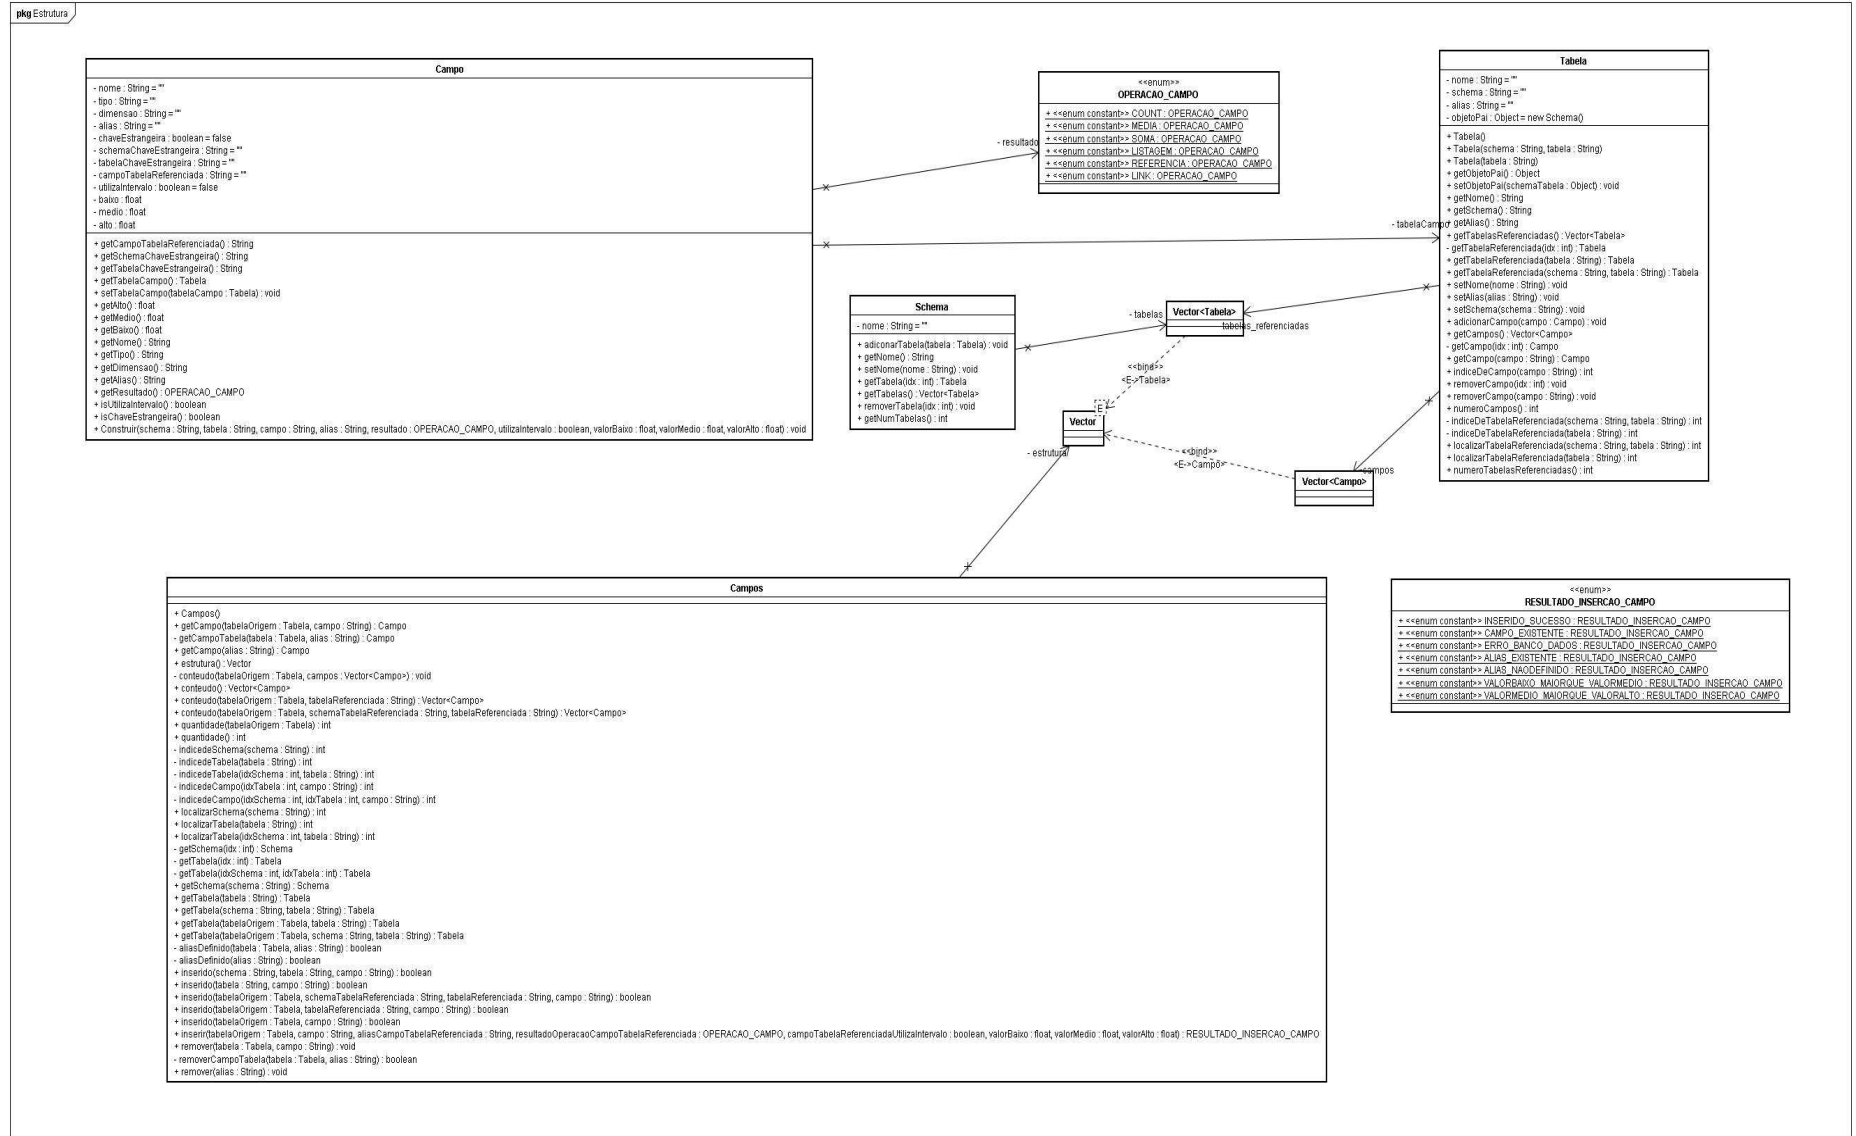 pkg Estrutura
Campo
- nome : String = ""
- tipo : String = ""
- dimensao : String = ""
- alias : String = ""
- chaveEstrangeira : boolean = false
- schemaChaveEstrangeira : String = ""
- tabelaChaveEstrangeira : String = ""
- campoTabelaReferenciada : String = ""
- utilizaIntervalo : boolean = false
- baixo : float
- medio : float
- alto : float
+ getCampoTabelaReferenciada() : String
+ getSchemaChaveEstrangeira() : String
+ getTabelaChaveEstrangeira() : String
+ getTabelaCampo() : Tabela
+ setTabelaCampo(tabelaCampo : Tabela) : void
+ getAlto() : float
+ getMedio() : float
+ getBaixo() : float
+ getNome() : String
+ getTipo() : String
+ getDimensao() : String
+ getAlias() : String
+ getResultado() : OPERACAO_CAMPO
+ isUtilizaIntervalo() : boolean
+ isChaveEstrangeira() : boolean
+ Construir(schema : String, tabela : String, campo : String, alias : String, resultado : OPERACAO_CAMPO, utilizaIntervalo : boolean, valorBaixo : float, valorMedio : float, valorAlto : float) : void
- resultado
<<enum>>
OPERACAO_CAMPO
+ <<enum constant>> COUNT : OPERACAO_CAMPO
+ <<enum constant>> MEDIA : OPERACAO_CAMPO
+ <<enum constant>> SOMA : OPERACAO_CAMPO
+ <<enum constant>> LISTAGEM : OPERACAO_CAMPO
+ <<enum constant>> REFERENCIA : OPERACAO_CAMPO
+ <<enum constant>> LINK : OPERACAO_CAMPO
- tabelaCampo
Tabela
- nome : String = ""
- schema : String = ""
- alias : String = ""
- objetoPai : Object = new Schema()
+ Tabela()
+ Tabela(schema : String, tabela : String)
+ Tabela(tabela : String)
+ getObjetoPai() : Object
+ setObjetoPai(schemaTabela : Object) : void
+ getNome() : String
+ getSchema() : String
+ getAlias() : String
+ getTabelasReferenciadas() : Vector<Tabela>
- getTabelaReferenciada(idx : int) : Tabela
+ getTabelaReferenciada(tabela : String) : Tabela
+ getTabelaReferenciada(schema : String, tabela : String) : Tabela
+ setNome(nome : String) : void
+ setAlias(alias : String) : void
+ setSchema(schema : String) : void
+ adicionarCampo(campo : Campo) : void
+ getCampos() : Vector<Campo>
- getCampo(idx : int) : Campo
+ getCampo(campo : String) : Campo
+ indiceDeCampo(campo : String) : int
+ removerCampo(idx : int) : void
+ removerCampo(campo : String) : void
+ numeroCampos() : int
- indiceDeTabelaReferenciada(schema : String, tabela : String) : int
- indiceDeTabelaReferenciada(tabela : String) : int
+ localizarTabelaReferenciada(schema : String, tabela : String) : int
+ localizarTabelaReferenciada(tabela : String) : int
+ numeroTabelasReferenciadas() : int
Schema
- nome : String = ""
+ adiconarTabela(tabela : Tabela) : void
+ getNome() : String
+ setNome(nome : String) : void
+ getTabela(idx : int) : Tabela
+ getTabelas() : Vector<Tabela>
+ removerTabela(idx : int) : void
+ getNumTabelas() : int
- tabelas
Vector<Tabela>
tabelas_referenciadas
<<bind>>
<E->Tabela>
E
Vector
- estrutura
<<bind>>
<E->Campo>
-campos
Vector<Campo>
Campos
+ Campos()
+ getCampo(tabelaOrigem : Tabela, campo : String) : Campo
- getCampoTabela(tabela : Tabela, alias : String) : Campo
+ getCampo(alias : String) : Campo
+ estrutura() : Vector
- conteudo(tabelaOrigem : Tabela, campos : Vector<Campo>) : void
+ conteudo() : Vector<Campo>
+ conteudo(tabelaOrigem : Tabela, tabelaReferenciada : String) : Vector<Campo>
+ conteudo(tabelaOrigem : Tabela, schemaTabelaReferenciada : String, tabelaReferenciada : String) : Vector<Campo>
+ quantidade(tabelaOrigem : Tabela) : int
+ quantidade() : int
- indicedeSchema(schema : String) : int
- indicedeTabela(tabela : String) : int
- indicedeTabela(idxSchema : int, tabela : String) : int
- indicedeCampo(idxTabela : int, campo : String) : int
- indicedeCampo(idxSchema : int, idxTabela : int, campo : String) : int
+ localizarSchema(schema : String) : int
+ localizarTabela(tabela : String) : int
+ localizarTabela(idxSchema : int, tabela : String) : int
- getSchema(idx : int) : Schema
- getTabela(idx : int) : Tabela
- getTabela(idxSchema : int, idxTabela : int) : Tabela
+ getSchema(schema : String) : Schema
+ getTabela(tabela : String) : Tabela
+ getTabela(schema : String, tabela : String) : Tabela
+ getTabela(tabelaOrigem : Tabela, tabela : String) : Tabela
+ getTabela(tabelaOrigem : Tabela, schema : String, tabela : String) : Tabela
- aliasDefinido(tabela : Tabela, alias : String) : boolean
- aliasDefinido(alias : String) : boolean
+ inserido(schema : String, tabela : String, campo : String) : boolean
+ inserido(tabela : String, campo : String) : boolean
+ inserido(tabelaOrigem : Tabela, schemaTabelaReferenciada : String, tabelaReferenciada : String, campo : String) : boolean
+ inserido(tabelaOrigem : Tabela, tabelaReferenciada : String, campo : String) : boolean
+ inserido(tabelaOrigem : Tabela, campo : String) : boolean
+ inserir(tabelaOrigem : Tabela, campo : String, aliasCampoTabelaReferenciada : String, resultadoOperacaoCampoTabelaReferenciada : OPERACAO_CAMPO, campoTabelaReferenciadaUtilizaIntervalo : boolean, valorBaixo : float, valorMedio : float, valorAlto : float) : RESULTADO_INSERCAO_CAMPO
+ remover(tabela : Tabela, campo : String) : void
- removerCampoTabela(tabela : Tabela, alias : String) : boolean
+ remover(alias : String) : void
<<enum>>
RESULTADO_INSERCAO_CAMPO
+ <<enum constant>> INSERIDO_SUCESSO : RESULTADO_INSERCAO_CAMPO
+ <<enum constant>> CAMPO_EXISTENTE : RESULTADO_INSERCAO_CAMPO
+ <<enum constant>> ERRO_BANCO_DADOS : RESULTADO_INSERCAO_CAMPO
+ <<enum constant>> ALIAS_EXISTENTE : RESULTADO_INSERCAO_CAMPO
+ <<enum constant>> ALIAS_NAODEFINIDO : RESULTADO_INSERCAO_CAMPO
+ <<enum constant>> VALORBAIXO_MAIORQUE_VALORMEDIO : RESULTADO_INSERCAO_CAMPO
+ <<enum constant>> VALORMEDIO_MAIORQUE_VALORALTO : RESULTADO_INSERCAO_CAMPO